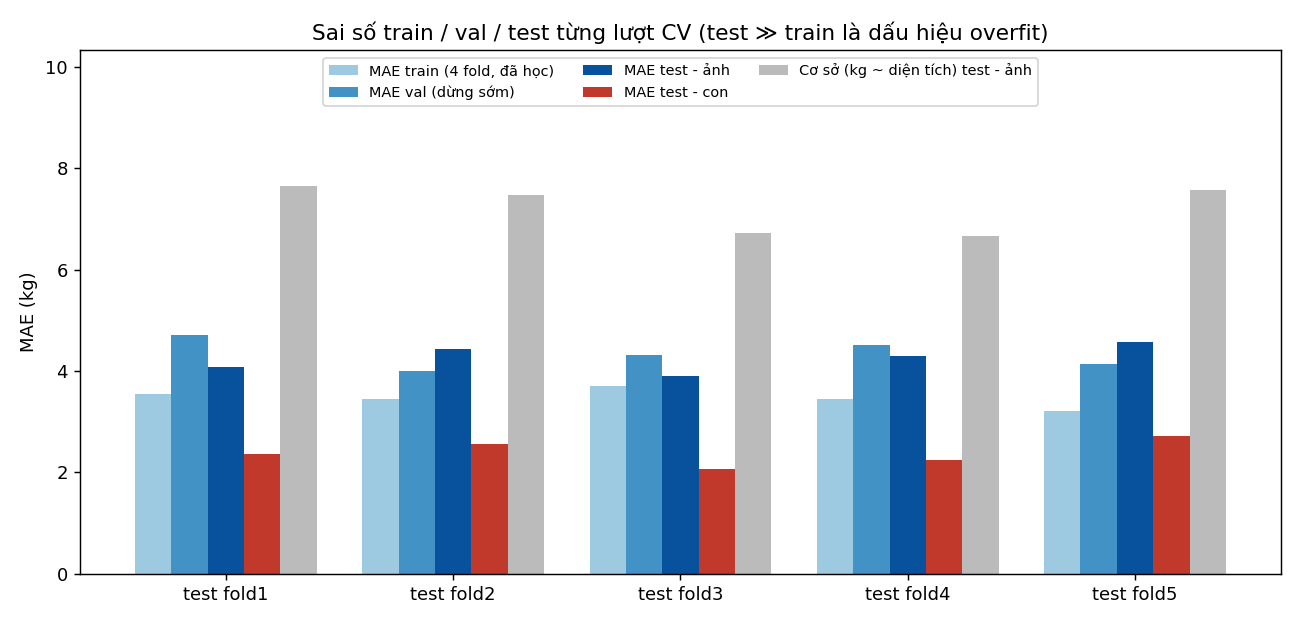 Sai số train / val / test từng lượt CV (test ≫ train là dấu hiệu overfit)
MAE train (4 fold, đã học)
MAE val (dừng sớm)
MAE test - ảnh
MAE test - con
Cơ sở (kg ~ diện tích) test - ảnh
MAE (kg)
10
8
6
4
2
0
test fold1
test fold2
test fold3
test fold4
test fold5